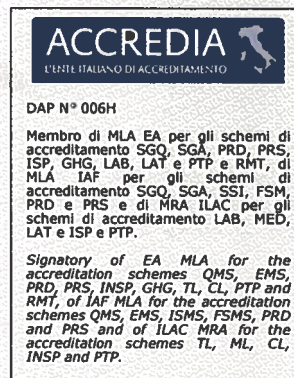 ACCREDIA
L'ENTE ITALIANO DI ACCREDITAMENTO
DAP N° 006H
Membro di MLA EA per gli schemi di
accreditamento SGQ, SGA, PRD, PRS,
ISP, GHG, LAB, LAT e PTP e RMT, di
MLA IAF per gli schemi di
accreditamento SGQ, SGA, SSI, FSM,
PRD e PRS e di MRA ILAC per gli
schemi di accreditamento LAB, MED,
LAT e ISP e PTP.
Signatory of EA MLA for the
accreditation schemes QMS, EMS,
PRD, PRS, INSP, GHG, TL, CL, PTP and
RMT, of IAF MLA for the accreditation
schemes QMS, EMS, ISMS, FSMS, PRD
and PRS and of ILAC MRA for the
accreditation schemes TL, ML, CL,
INSP and PTP.